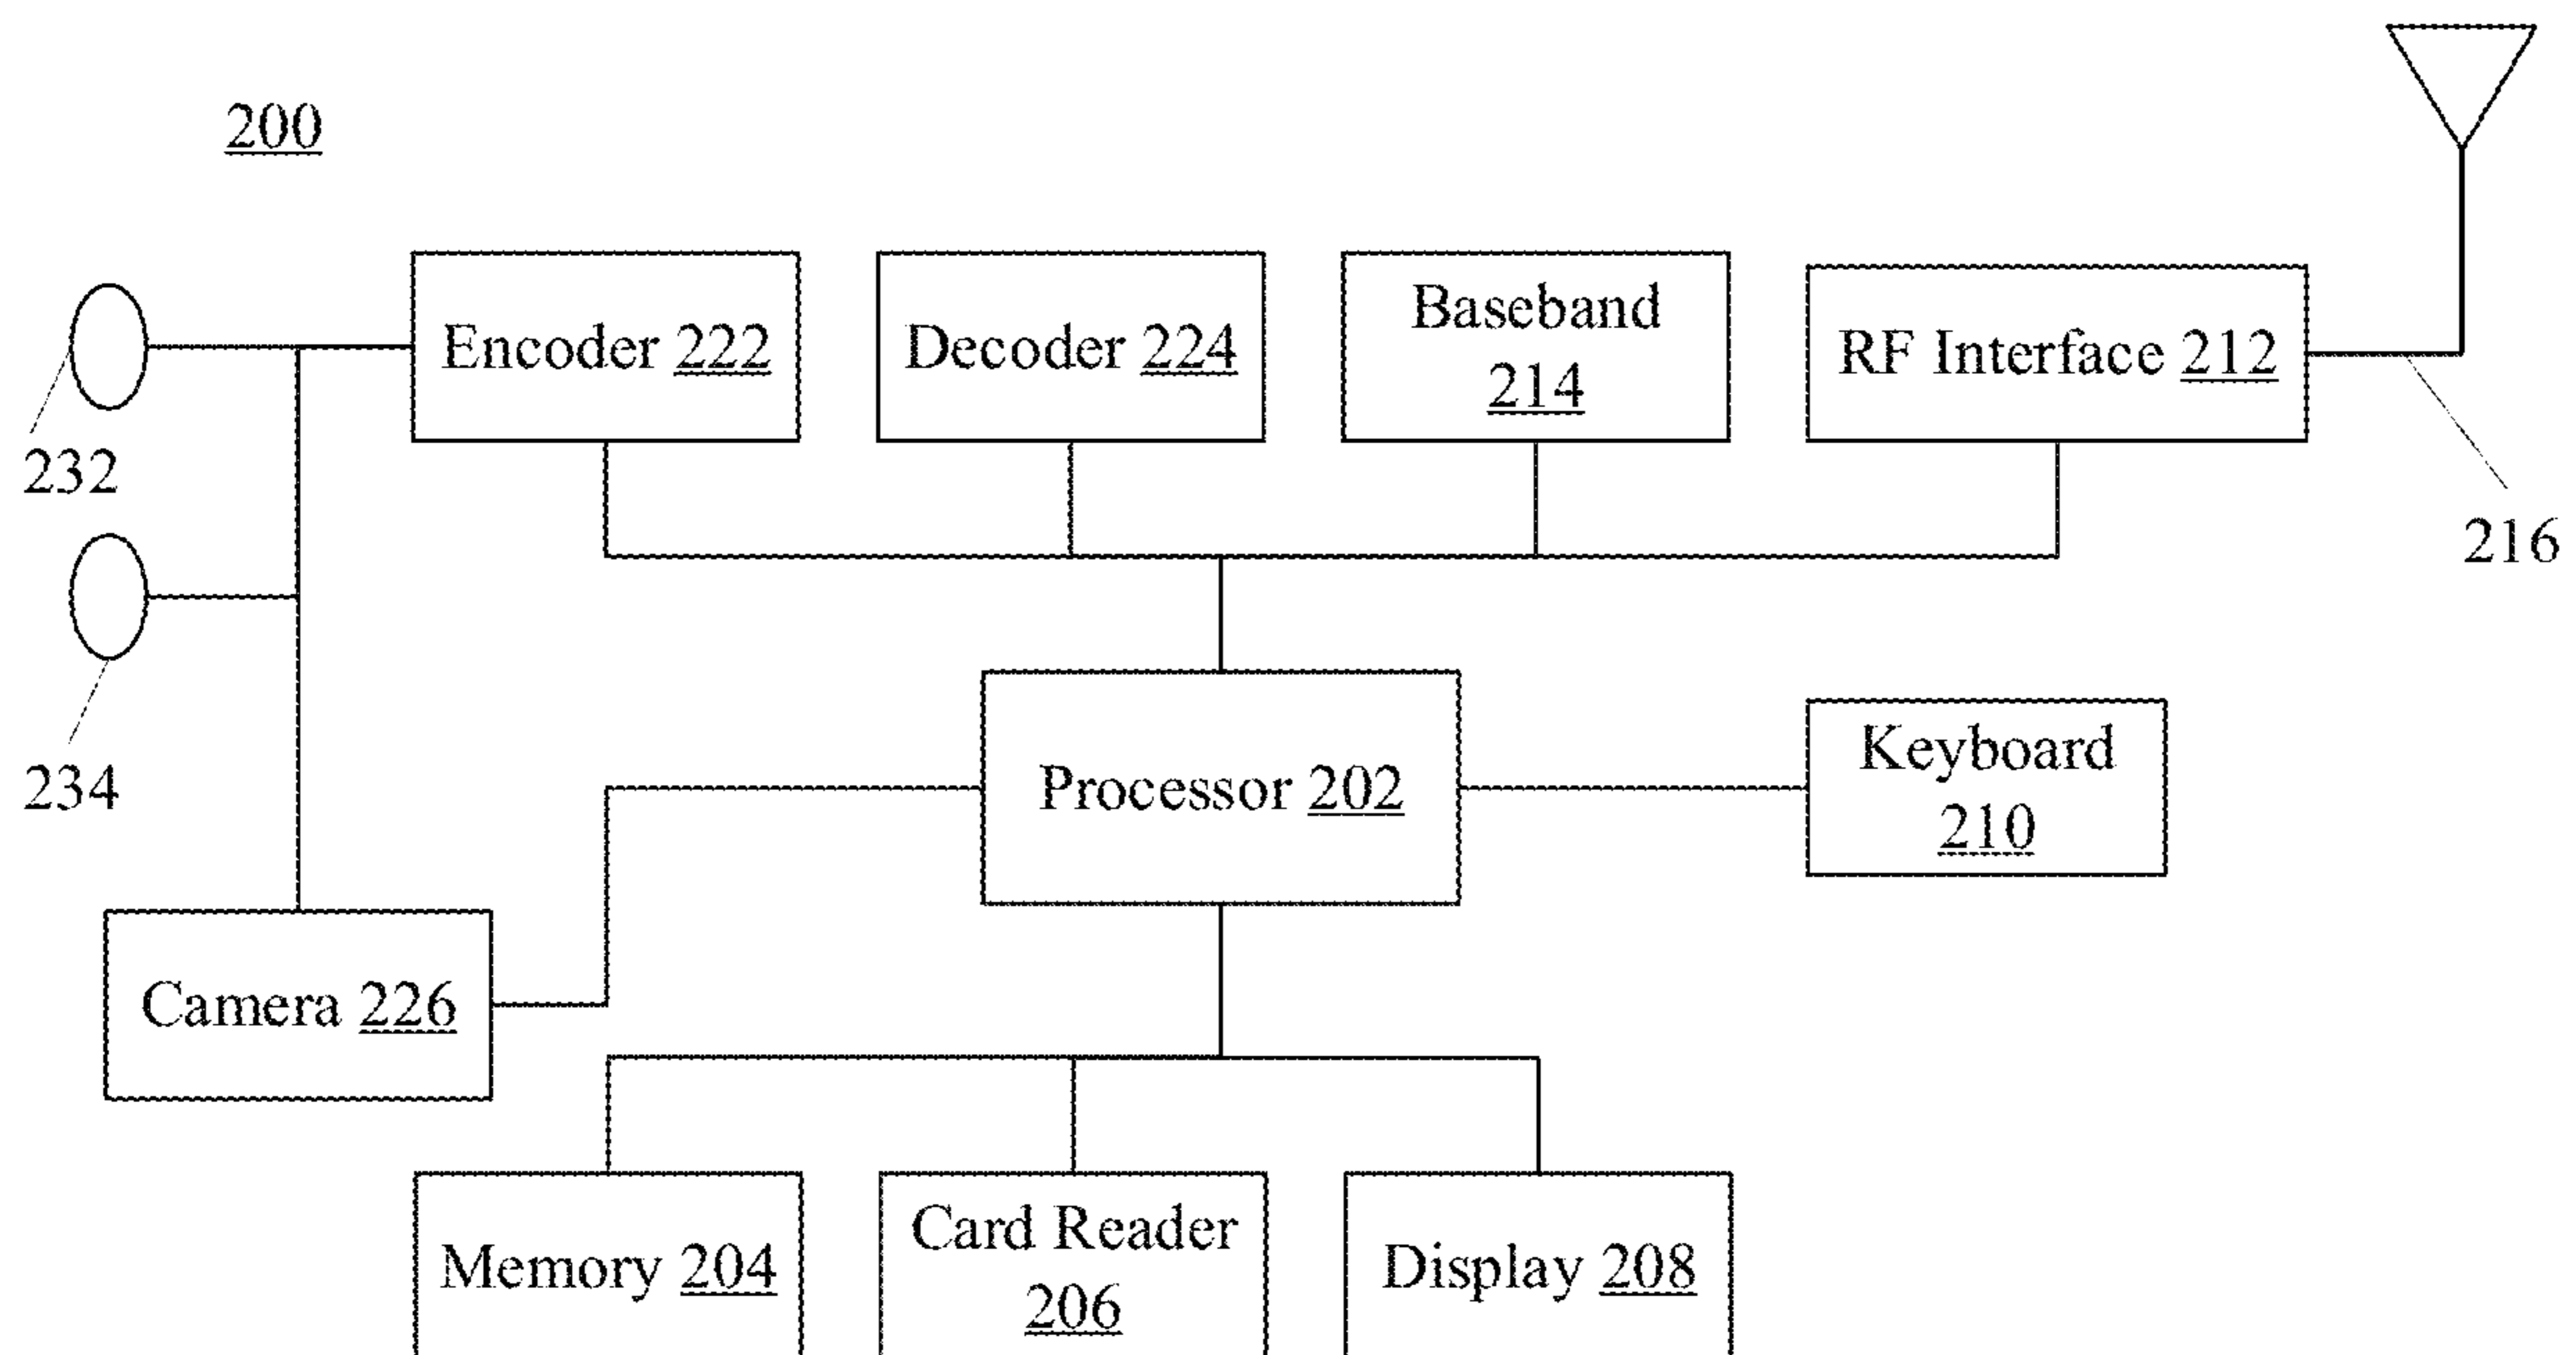 200
Encoder 222
Decoder 224
Baseband
214
RF Interface 212
232
216
234
Processor 202
Keyboard
210
Camera 226
Memory 204
Card Reader
206
Display 208